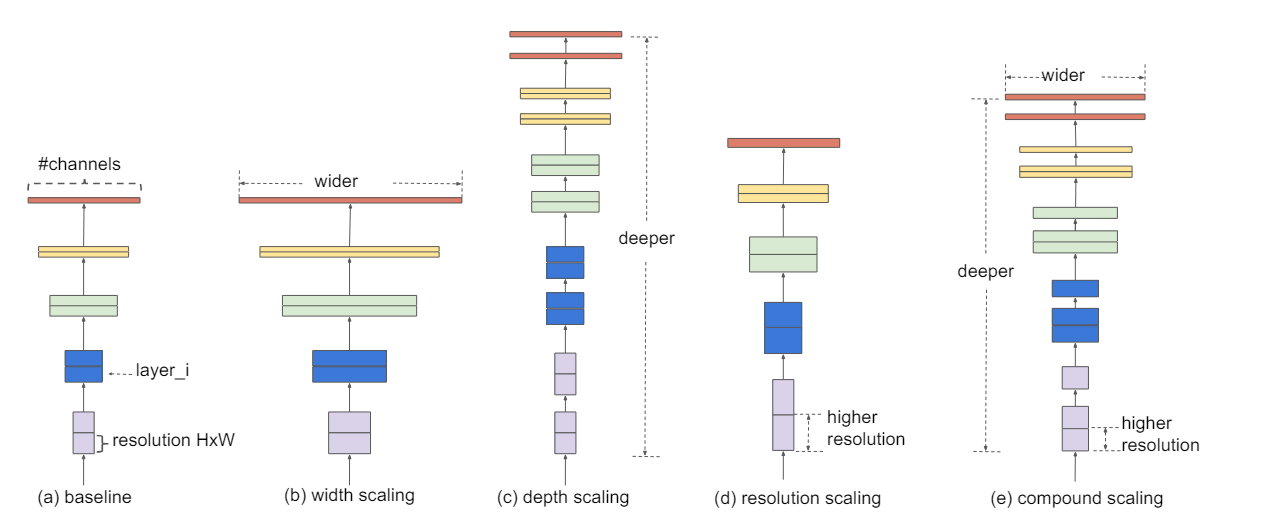 #channels
layer_i
resolution HxW
(a) baseline
wider
(b) width scaling
deeper
(c) depth scaling
higher
resolution
(d) resolution scaling
wider
deeper
higher
resolution
(e) compound scaling